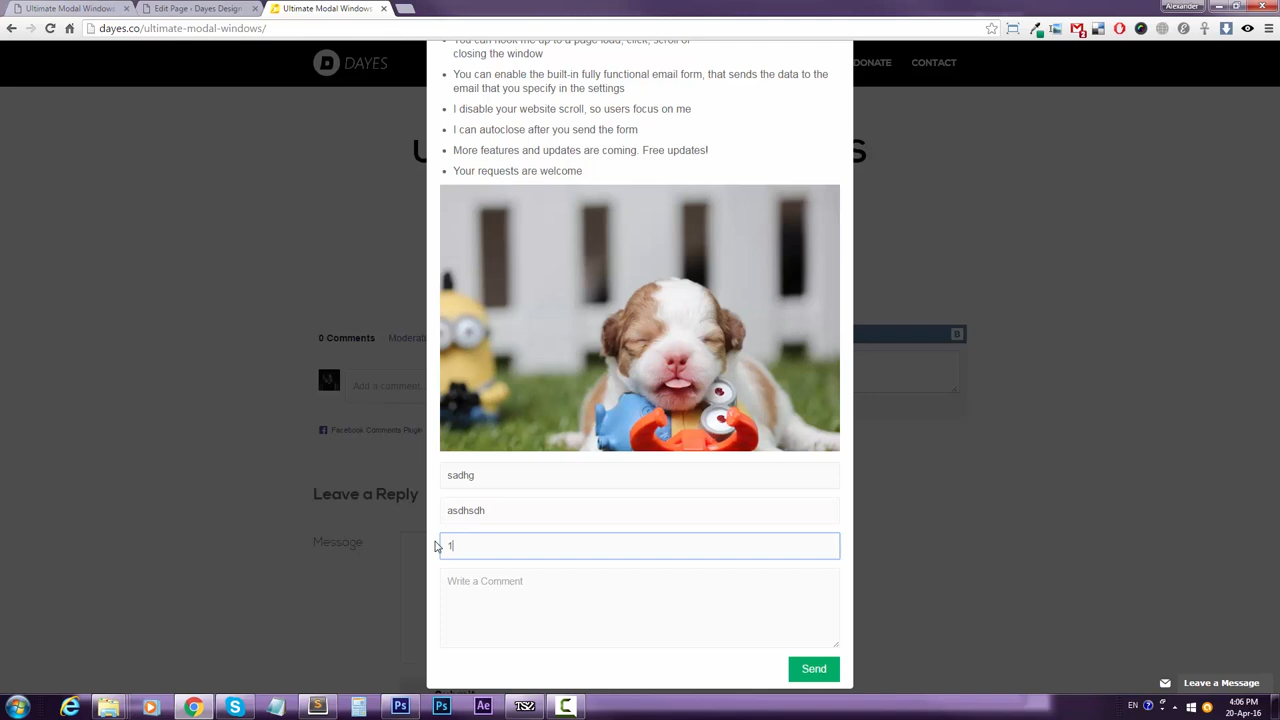 Alexander
Ultimate Modal Windows
Edit Page ‹ Dayes Design
Ultimate Modal Windows
dayes.co/ultimate-modal-windows/
DAYES
DONATE
CONTACT
You can hook me up to a page load, click, scroll or
closing the window
You can enable the built-in fully functional email form, that sends the data to the
email that you specify in the settings
I disable your website scroll, so users focus on me
I can autoclose after you send the form
More features and updates are coming. Free updates!
Your requests are welcome
0 Comments
Moderati
B
Add a comment...
Facebook Comments Plugin
sadhg
Leave a Reply
asdhsdh
Message
1
Write a Comment
Send
Leave a Message
EN
4:06 PM
20-Apr-16